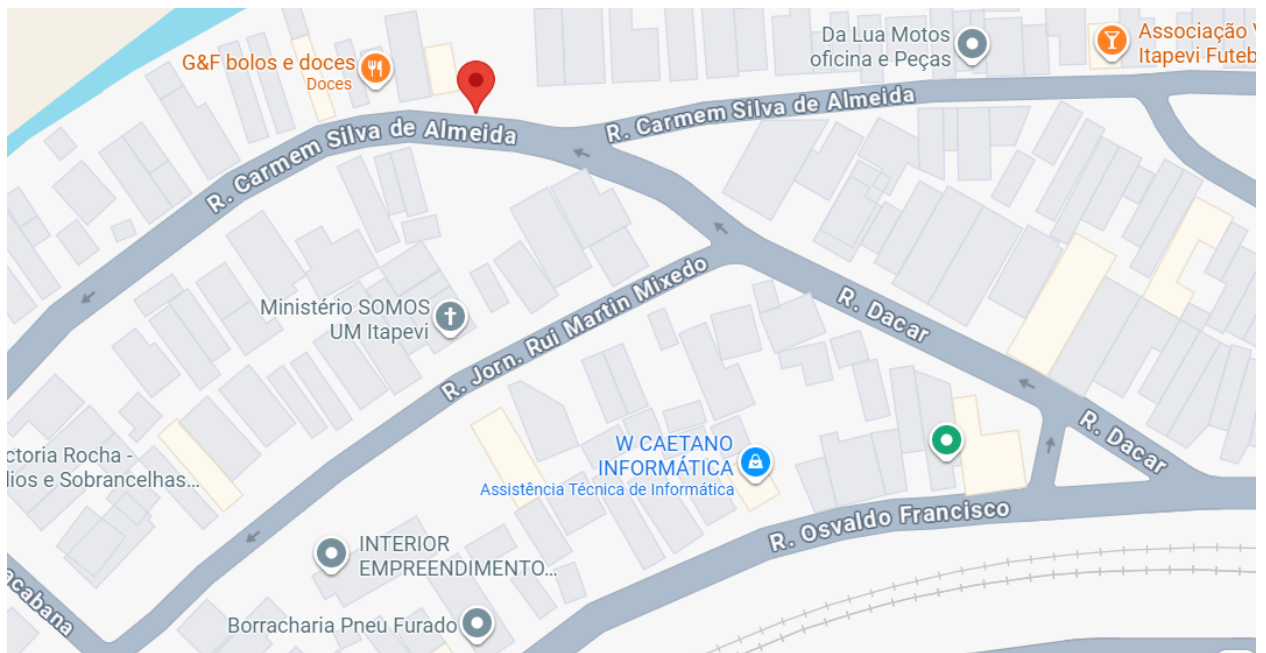 Da Lua Motos
oficina e Peças
Associação
Itapevi Futeb
G&F bolos e doces
Doces
R. Carmem Silva de Almeida
R. Carmem Silva de Almeida
R. Jorn. Rui Martin Mixedo
R. Dacar
Ministério SOMOS
UM Itapevi
R. Dacar
ctoria Rocha -
lios e Sobrancelhas...
W CAETANO
INFORMÁTICA
Assistência Técnica de Informática
R. Osvaldo Francisco
INTERIOR
EMPREENDIMENTO...
acabana
Borracharia Pneu Furado